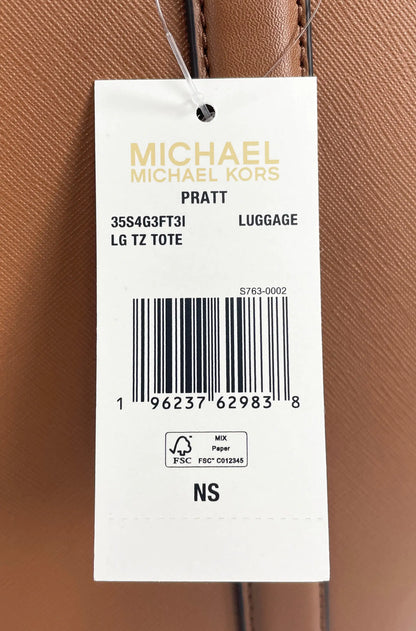 MICHAEL
MICHAEL KORS
PRATT
35S4G3FT3I LUGGAGE
LG TZ TOTE
S763-0002
1 96237 62983 8
FSC
MIX
Paper
FSC™ C012345
NS